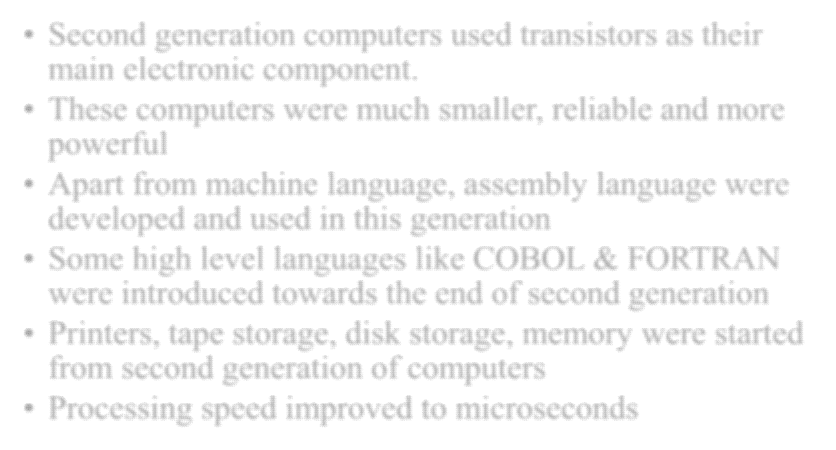 • Second generation computers used transistors as their
main electronic component.
• These computers were much smaller, reliable and more
powerful
• Apart from machine language, assembly language were
developed and used in this generation
• Some high level languages like COBOL & FORTRAN
were introduced towards the end of second generation
• Printers, tape storage, disk storage, memory were started
from second generation of computers
• Processing speed improved to microseconds